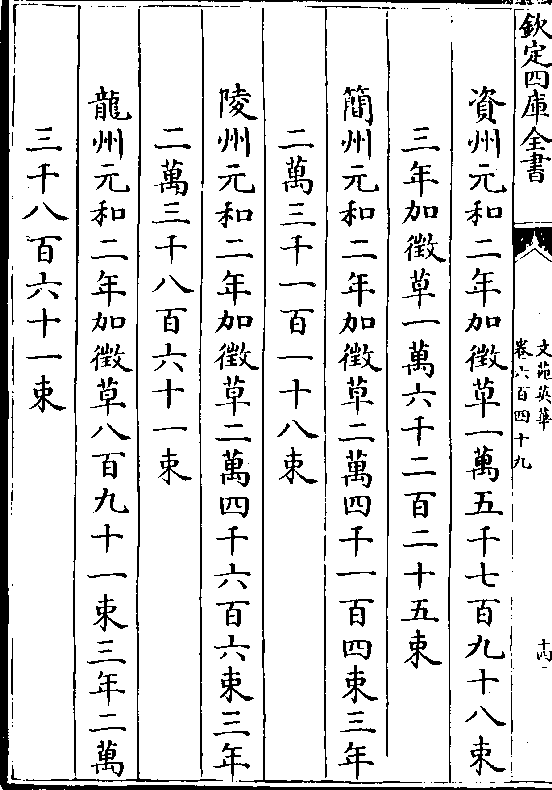 欽定四庫全書
文苑英華
卷六百四十九
資州元和二年加徵草一萬五千七百九十八束
三年加徵草一萬六千二百二十五束
簡州元和二年加徵草二萬四千一百四束三年
二萬三千一百一十八束
陵州元和二年加徵草二萬四千六百六束三年
二萬三千八百六十一束
龍州元和二年加徵草八百九十一束三年二萬
三千八百六十一束